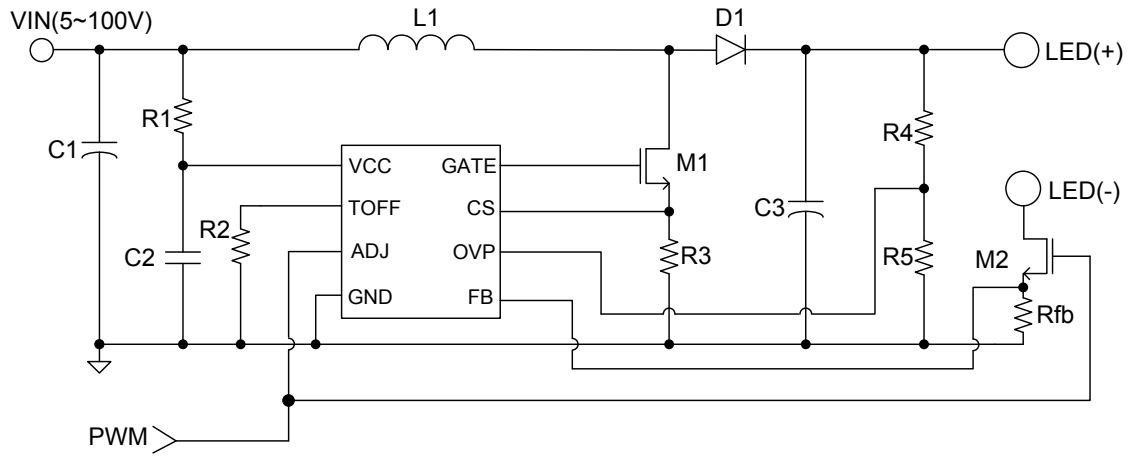 VIN(5~100V)
L1
D1
LED(+)
R1
C1
R4
VCC
GATE
M1
LED(-)
TOFF
CS
C3
R2
C2
ADJ
OVP
R3
R5
M2
GND
FB
Rfb
PWM